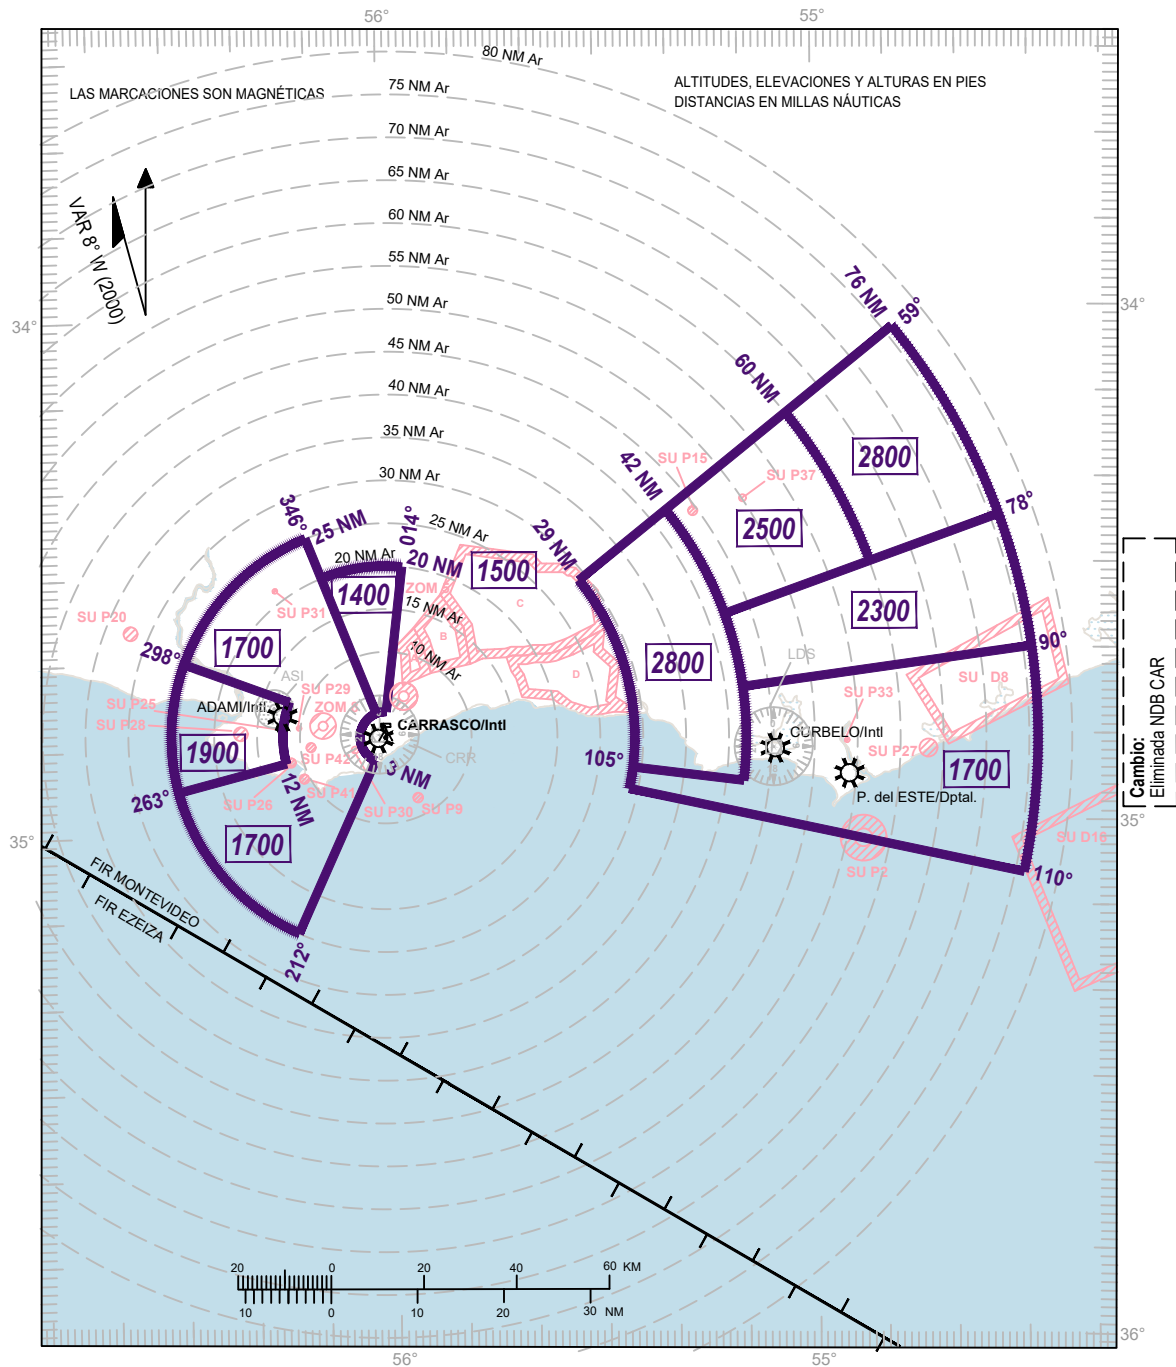 56°
55°
80 NM Ar
LAS MARCACIONES SON MAGNÉTICAS
75 NM Ar
ALTITUDES, ELEVACIONES Y ALTURAS EN PIES
DISTANCIAS EN MILLAS NÁUTICAS
70 NM Ar
65 NM Ar
60 NM Ar
55 NM Ar
50 NM Ar
45 NM Ar
40 NM Ar
35 NM Ar
30 NM Ar
25 NM Ar
20 NM Ar
15 NM Ar
10 NM Ar
VAR 8° W (2000)
34°
34°
76 NM
59°
60 NM
42 NM
29 NM
SU P15
SU P37
2800
2500
78°
346°
25 NM
014°
20 NM
1500
1400
ZOM
C
B
D
SU P31
SU P20
2300
2800
90°
1700
298°
ASI
LDS
SU P29
ZOM
SU D8
SU P25
ADAMI/Intl
SU P28
CARRASCO/Intl
SU P33
CURBELO/Intl
SU P27
1900
SU P42
CRR
3 NM
105°
1700
263°
SU P26
12 NM
SU P41
SU P30
SU P9
P. del ESTE/Dptal.
35°
35°
1700
SU P2
SU D16
110°
FIR MONTEVIDEO
FIR EZEIZA
212°
Cambio:
Eliminada NDB CAR
20
0
20
40
60 KM
10
0
10
20
30 NM
56°
55°
36°